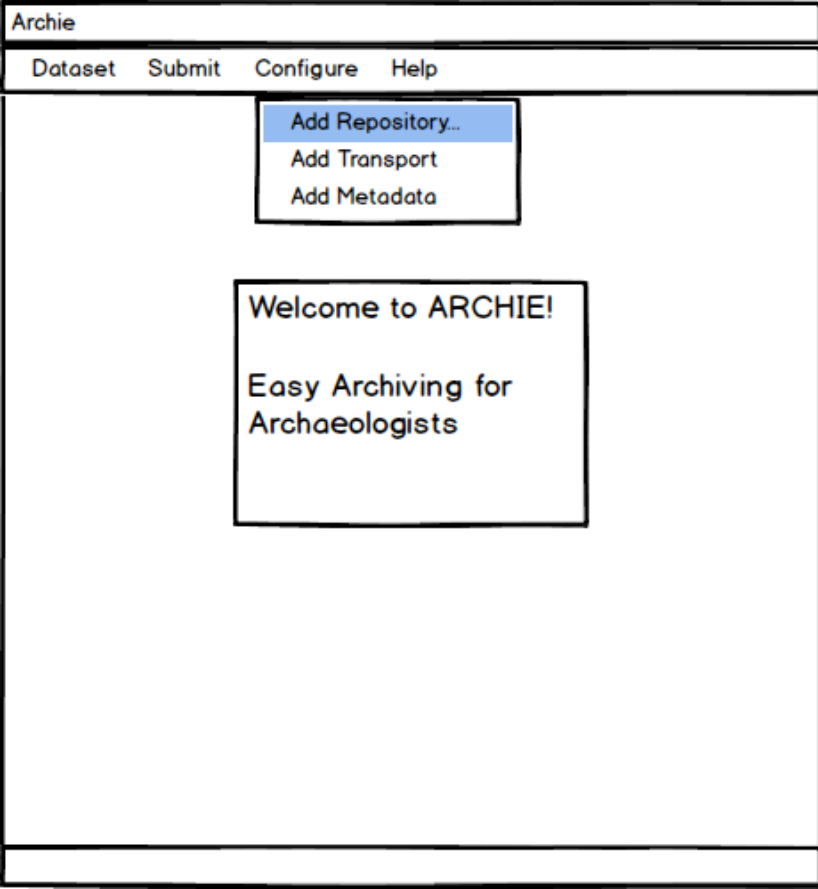 Archie
Dataset Submit Configure Help
Add Repository...
Add Transport
Add Metadata
Welcome to ARCHIE!
Easy Archiving for
Archaeologists